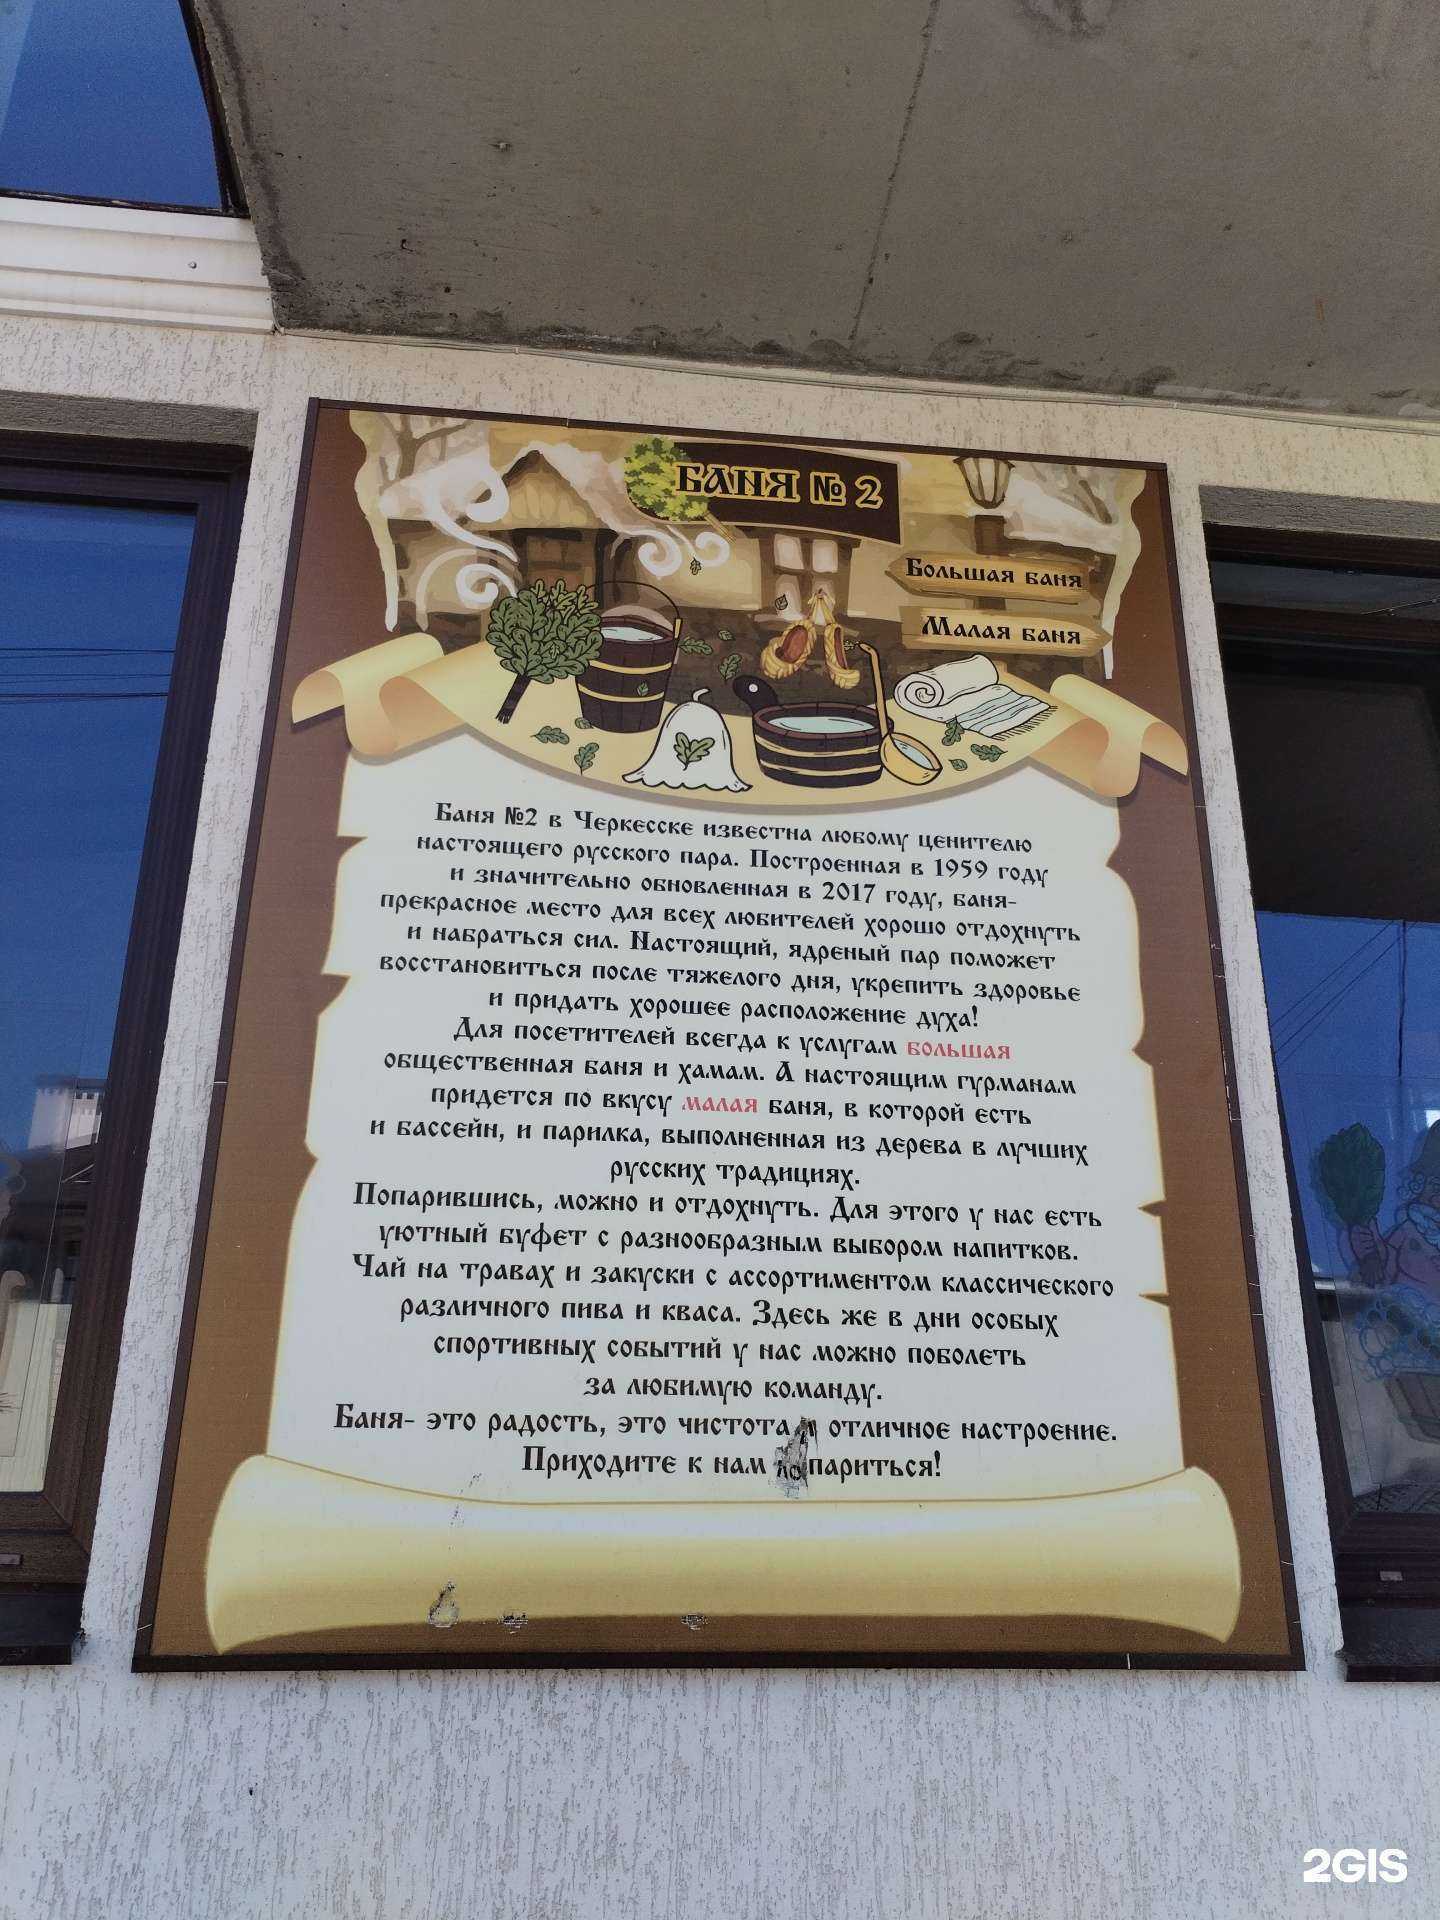 БАНЯ № 2
Большая баня
Малая баня
Баня №2 в Черкесске известна любому ценителю
настоящего русского пара. Построенная в 1959 году
и значительно обновленная в 2017 году, баня-
прекрасное место для всех любителей хорошо отдохнуть
и набраться сил. Настоящий, ядреный пар поможет
восстановиться после тяжелого дня, укрепить здоровье
и придать хорошее расположение духа!
Для посетителей всегда к услугам большая
общественная баня и хамам. А настоящим гурманам
придется по вкусу малая баня, в которой есть
и бассейн, и парилка, выполненная из дерева в лучших
русских традициях.
Попарившись, можно и отдохнуть. Для этого у нас есть
уютный буфет с разнообразным выбором напитков.
Чай на травах и закуски с ассортиментом классического
различного пива и кваса. Здесь же в дни особых
спортивных событий у нас можно поболеть
за любимую команду.
Баня- это радость, это чистота и отличное настроение.
Приходите к нам попариться!
2GIS